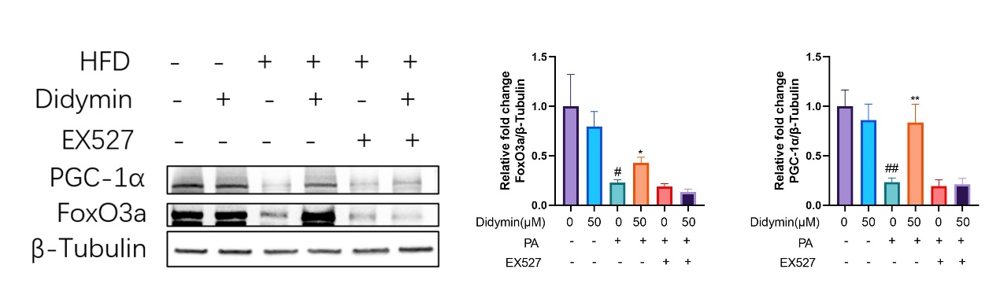 HFD - - + + + +
Didymin - + - + - +
EX527 - - - - + +
PGC-1α
FoxO3a
β-Tubulin
Relative fold change
FoxO3a/β-Tubulin
1.5
1.0
0.5
0.0
#
*
Didymin(μM) 0 50 0 50 0 50
PA - - + + + +
EX527 - - - - + +
Relative fold change
PGC-1α/β-Tubulin
1.5
1.0
0.5
0.0
##
**
Didymin(μM) 0 50 0 50 0 50
PA - - + + + +
EX527 - - - - + +